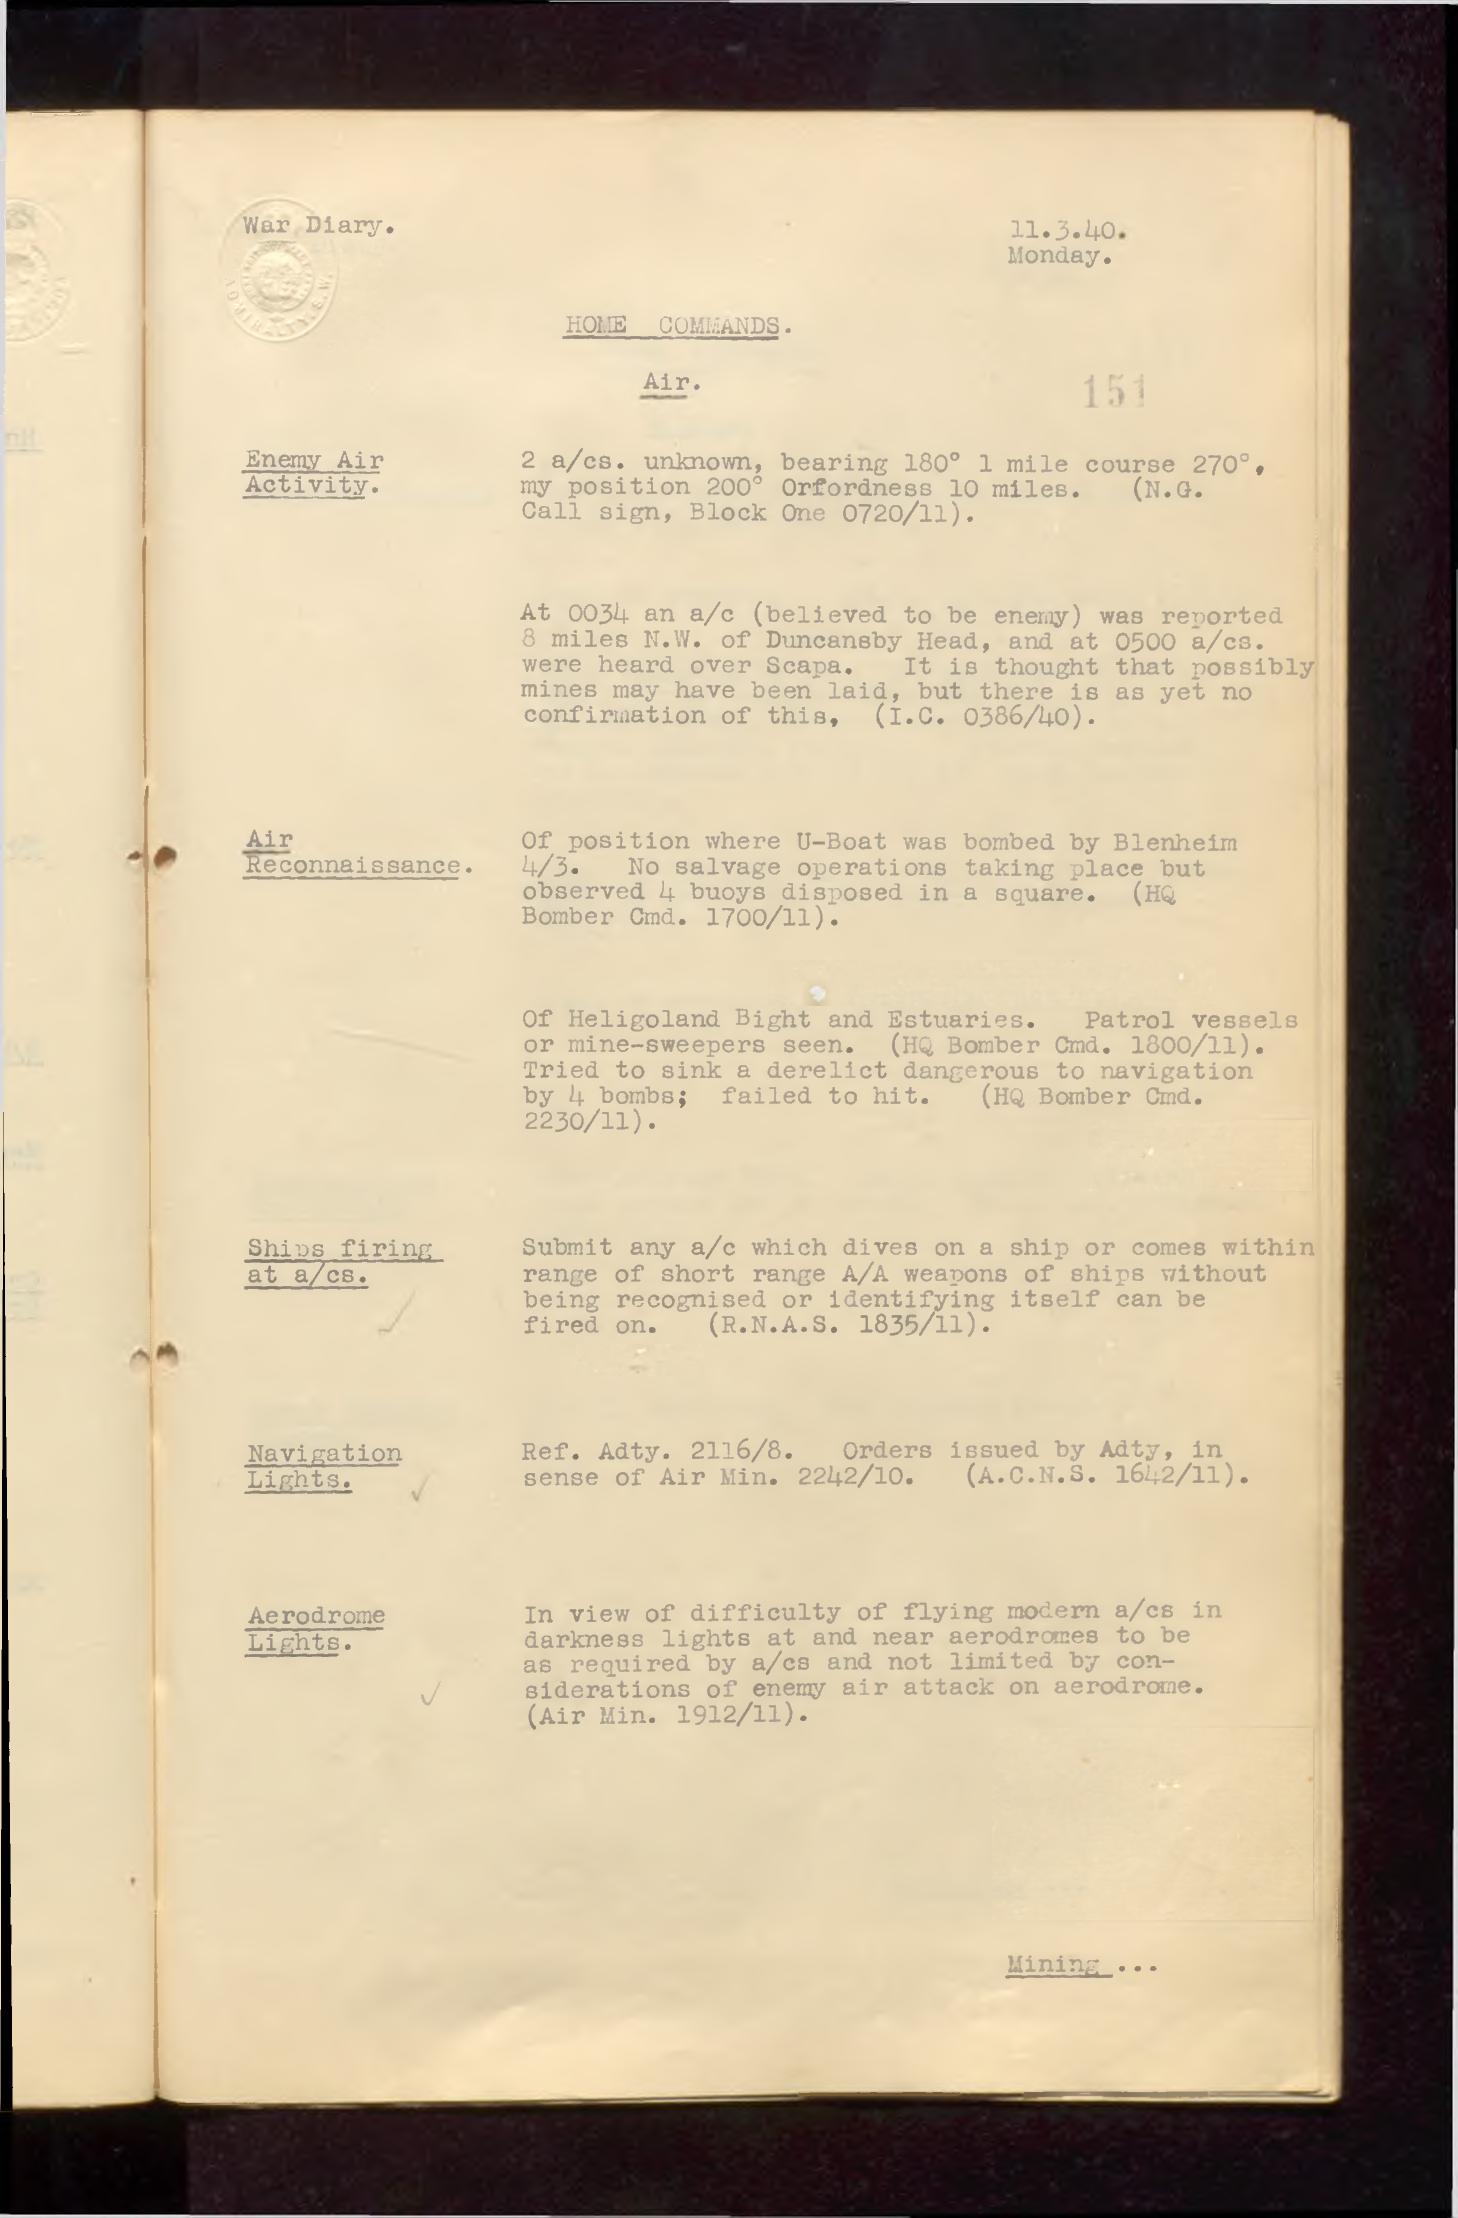 War Diary.
11.3.40.
Monday.
ADMIRALTY. S.W.
HOME COMMANDS.
Air.
151
Enemy Air
Activity.
2 a/cs. unknown, bearing 180° 1 mile course 270°,
my position 200° Orfordness 10 miles. (N.G.
Call sign, Block One 0720/11).
At 0034 an a/c (believed to be enemy) was reported
8 miles N.W. of Duncansby Head, and at 0500 a/cs.
were heard over Scapa. It is thought that possibly
mines may have been laid, but there is as yet no
confirmation of this, (I.C. 0386/40).
Air
Reconnaissance.
Of position where U-Boat was bombed by Blenheim
4/3. No salvage operations taking place but
observed 4 buoys disposed in a square. (HQ
Bomber Cmd. 1700/11).
Of Heligoland Bight and Estuaries. Patrol vessels
or mine-sweepers seen. (HQ Bomber Cmd. 1800/11).
Tried to sink a derelict dangerous to navigation
by 4 bombs; failed to hit. (HQ Bomber Cmd.
2230/11).
Ships firing
at a/cs.
Submit any a/c which dives on a ship or comes within
range of short range A/A weapons of ships without
being recognised or identifying itself can be
fired on. (R.N.A.S. 1835/11).
Navigation
Lights.
Ref. Adty. 2116/8. Orders issued by Adty, in
sense of Air Min. 2242/10. (A.C.N.S. 1642/11).
Aerodrome
Lights.
In view of difficulty of flying modern a/cs in
darkness lights at and near aerodromes to be
as required by a/cs and not limited by con-
siderations of enemy air attack on aerodrome.
(Air Min. 1912/11).
Mining ...